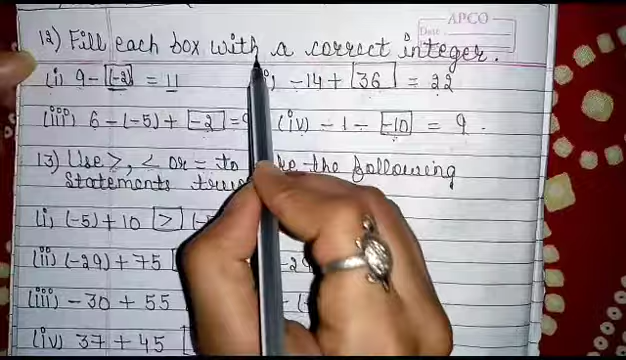 APCO
Date
12) Fill each box with a correct integer.
(i) 9 - (-2) = 11 ) -14 + 36 = 22
(iii) 6 - (-5) + -2 = 9 (iv) -1 - -10 = 9.
13) Use >, < or = to the following
Statements true
(i) (-5) + 10 >
(ii) (-29) + 75 -29
(iii) -30 + 55
(iv) 37 + 45